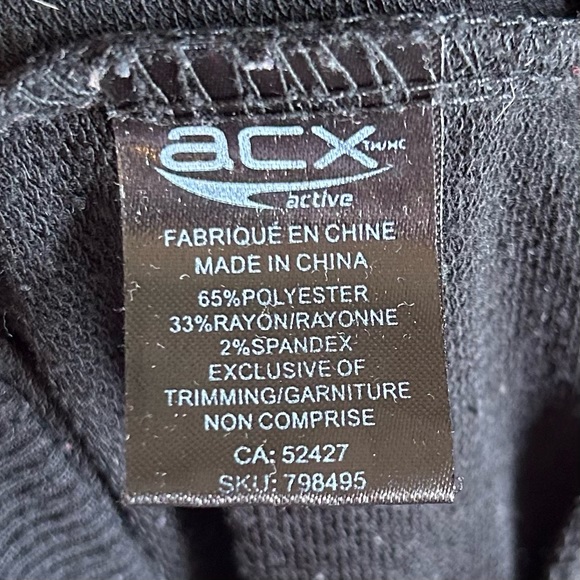 acx TM/MC
active
FABRIQUÉ EN CHINE
MADE IN CHINA
65%POLYESTER
33%RAYON/RAYONNE
2%SPANDEX
EXCLUSIVE OF
TRIMMING/GARNITURE
NON COMPRISE
CA: 52427
SKU: 798495